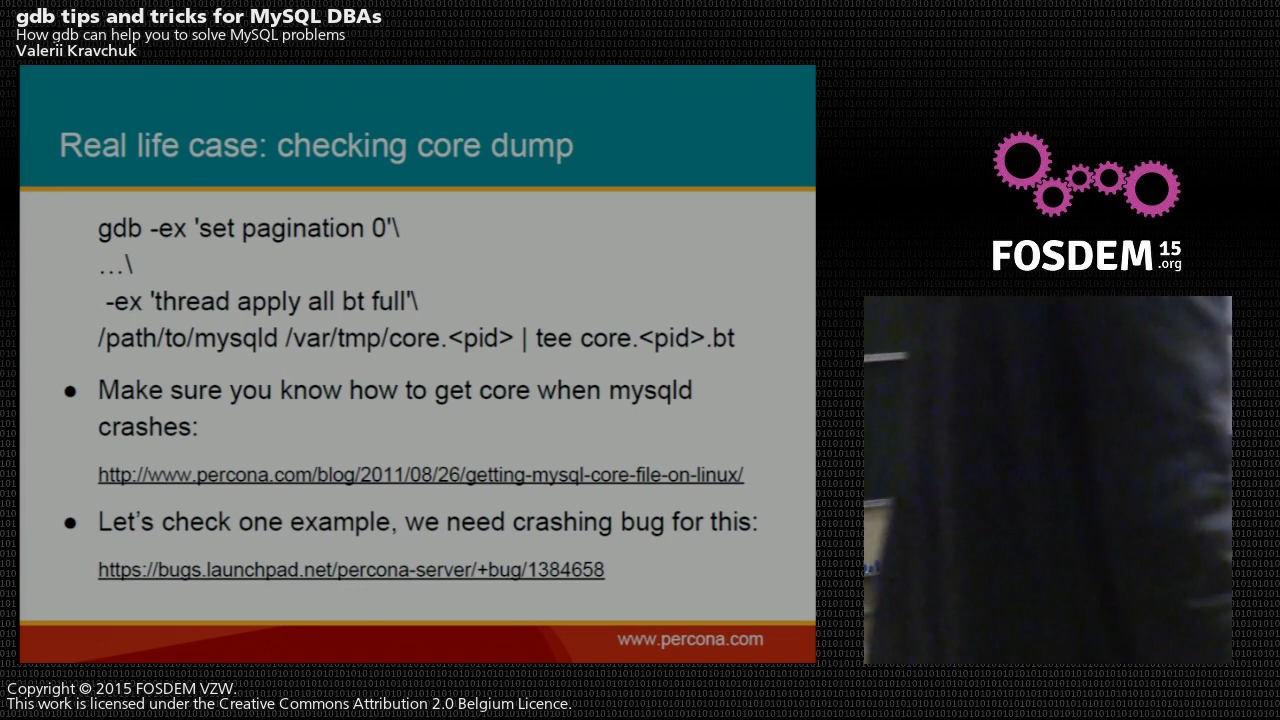 gdb tips and tricks for MySQL DBAs
How gdb can help you to solve MySQL problems
Valerii Kravchuk
Real life case: checking core dump
gdb -ex 'set pagination 0'\
…\
-ex 'thread apply all bt full'\
/path/to/mysqld /var/tmp/core.<pid> | tee core.<pid>.bt
● Make sure you know how to get core when mysqld
crashes:
http://www.percona.com/blog/2011/08/26/getting-mysql-core-file-on-linux/
● Let's check one example, we need crashing bug for this:
https://bugs.launchpad.net/percona-server/+bug/1384658
www.percona.com
FOSDEM 15
.org
Copyright © 2015 FOSDEM VZW.
This work is licensed under the Creative Commons Attribution 2.0 Belgium Licence.